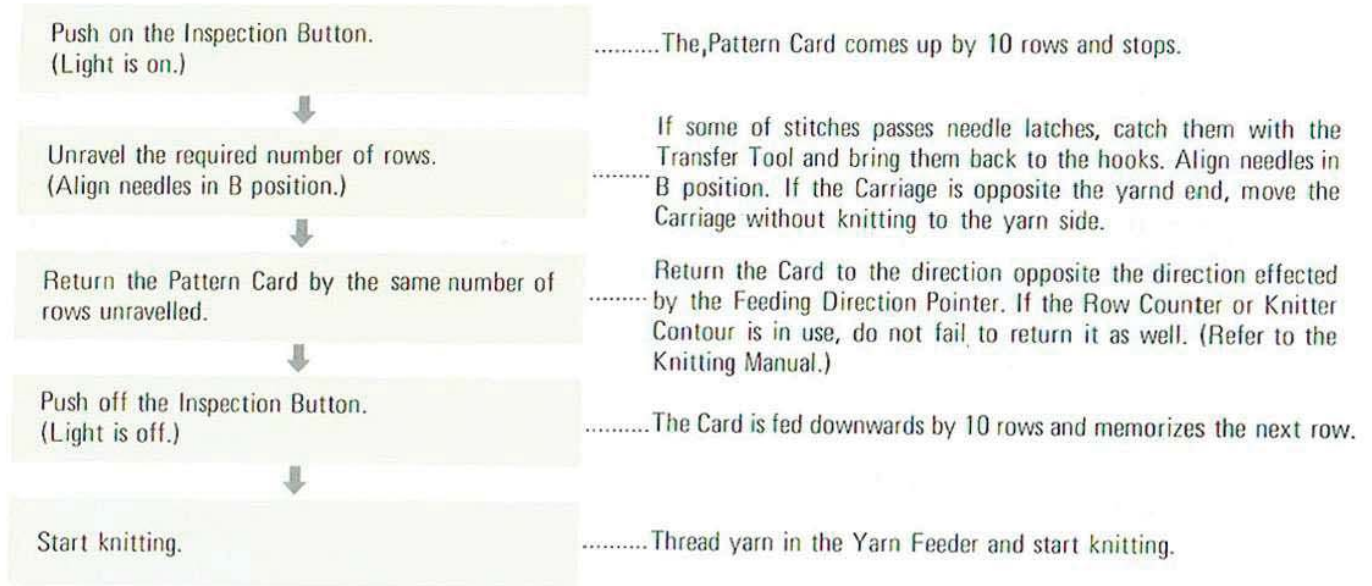 Push on the Inspection Button.
(Light is on.)
..........The,Pattern Card comes up by 10 rows and stops.
Unravel the required number of rows.
(Align needles in B position.)
........ If some of stitches passes needle latches, catch them with the
Transfer Tool and bring them back to the hooks. Align needles in
B position. If the Carriage is opposite the yarnd end, move the
Carriage without knitting to the yarn side.
Return the Pattern Card by the same number of
rows unravelled.
........ Return the Card to the direction opposite the direction effected
by the Feeding Direction Pointer. If the Row Counter or Knitter
Contour is in use, do not fail to return it as well. (Refer to the
Knitting Manual.)
Push off the Inspection Button.
(Light is off.)
..........The Card is fed downwards by 10 rows and memorizes the next row.
Start knitting.
..........Thread yarn in the Yarn Feeder and start knitting.